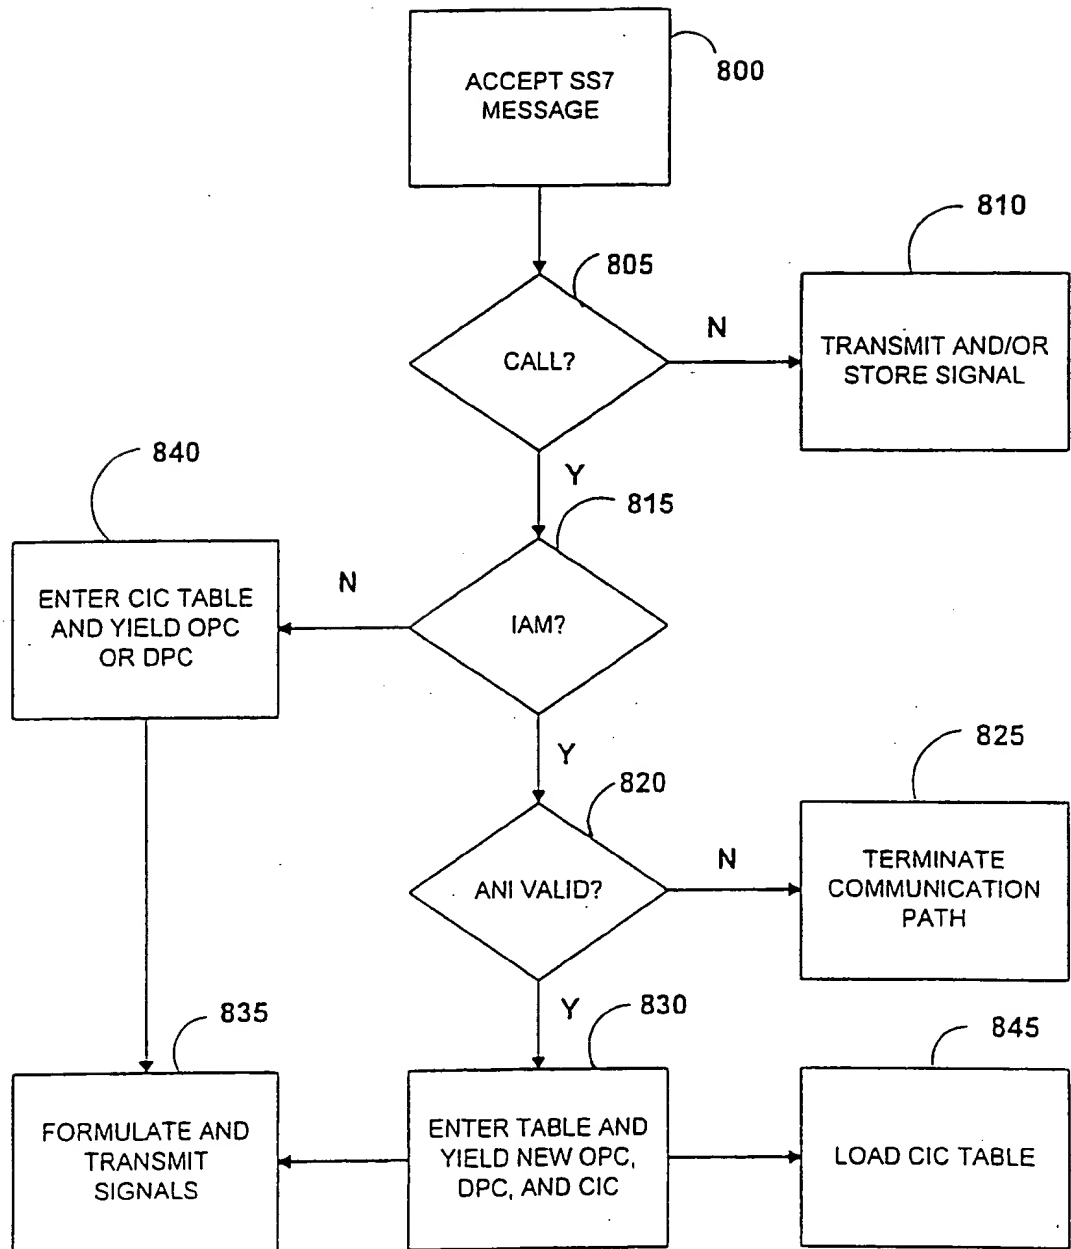 ACCEPT SS7
MESSAGE
800
805
CALL?
N
810
TRANSMIT AND/OR
STORE SIGNAL
Y
815
IAM?
N
840
ENTER CIC TABLE
AND YIELD OPC
OR DPC
Y
820
ANI VALID?
N
825
TERMINATE
COMMUNICATION
PATH
Y
830
ENTER TABLE AND
YIELD NEW OPC,
DPC, AND CIC
835
FORMULATE AND
TRANSMIT
SIGNALS
845
LOAD CIC TABLE